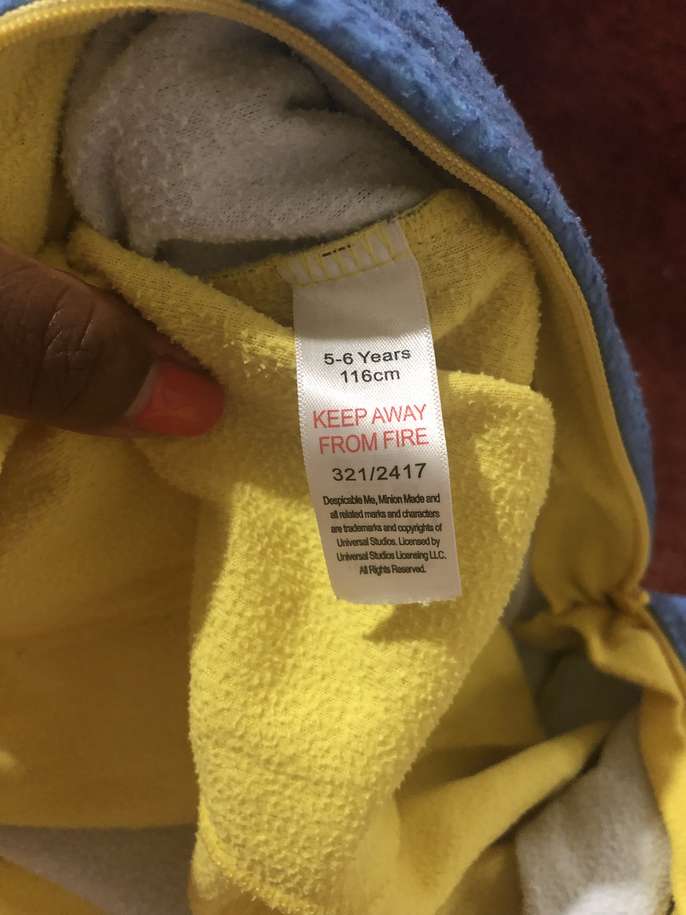 5-6 Years
116cm
KEEP AWAY
FROM FIRE
321/2417
Despicable Me, Minion Made and
all related marks and characters
are trademarks and copyrights of
Universal Studios. Licensed by
Universal Studios Licensing LLC.
All Rights Reserved.